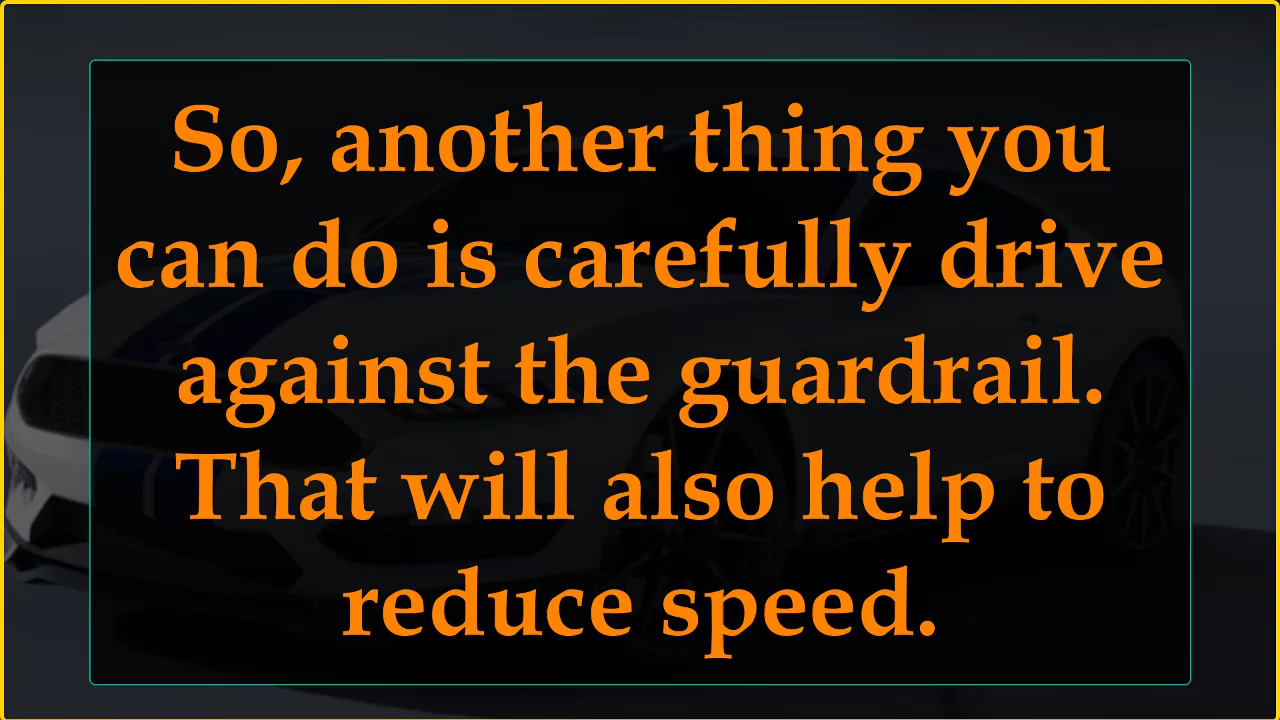 So, another thing you
can do is carefully drive
against the guardrail.
That will also help to
reduce speed.